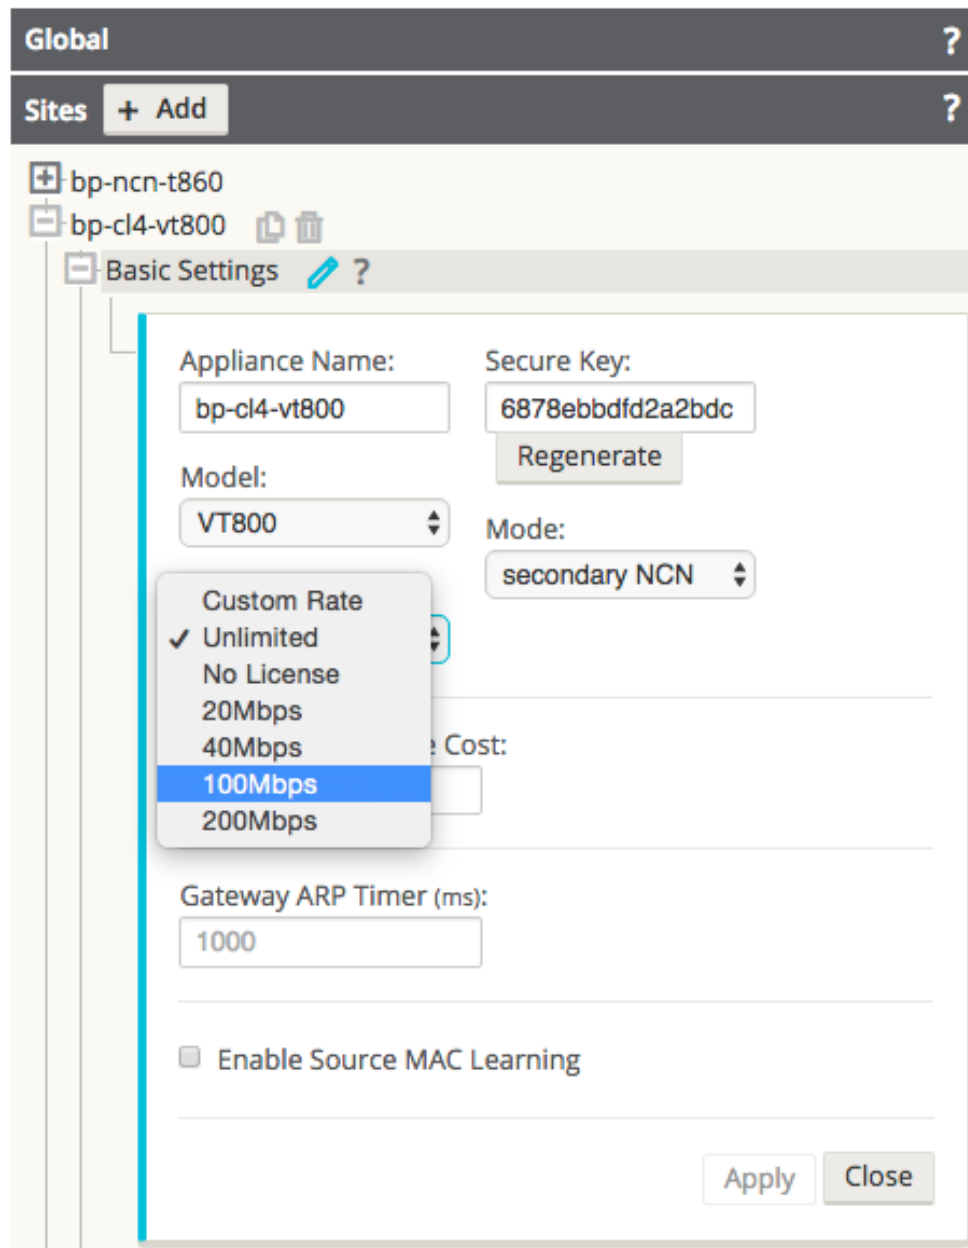 Global ?
Sites + Add ?
bp-ncn-t860
bp-cl4-vt800
Basic Settings ?
Appliance Name: Secure Key:
bp-cl4-vt800 6878ebbdfd2a2bdc
Regenerate
Model:
VT800
Mode:
secondary NCN
Custom Rate
✓ Unlimited
No License
20Mbps
40Mbps
100Mbps
200Mbps
Cost:
Gateway ARP Timer (ms):
1000
Enable Source MAC Learning
Apply Close